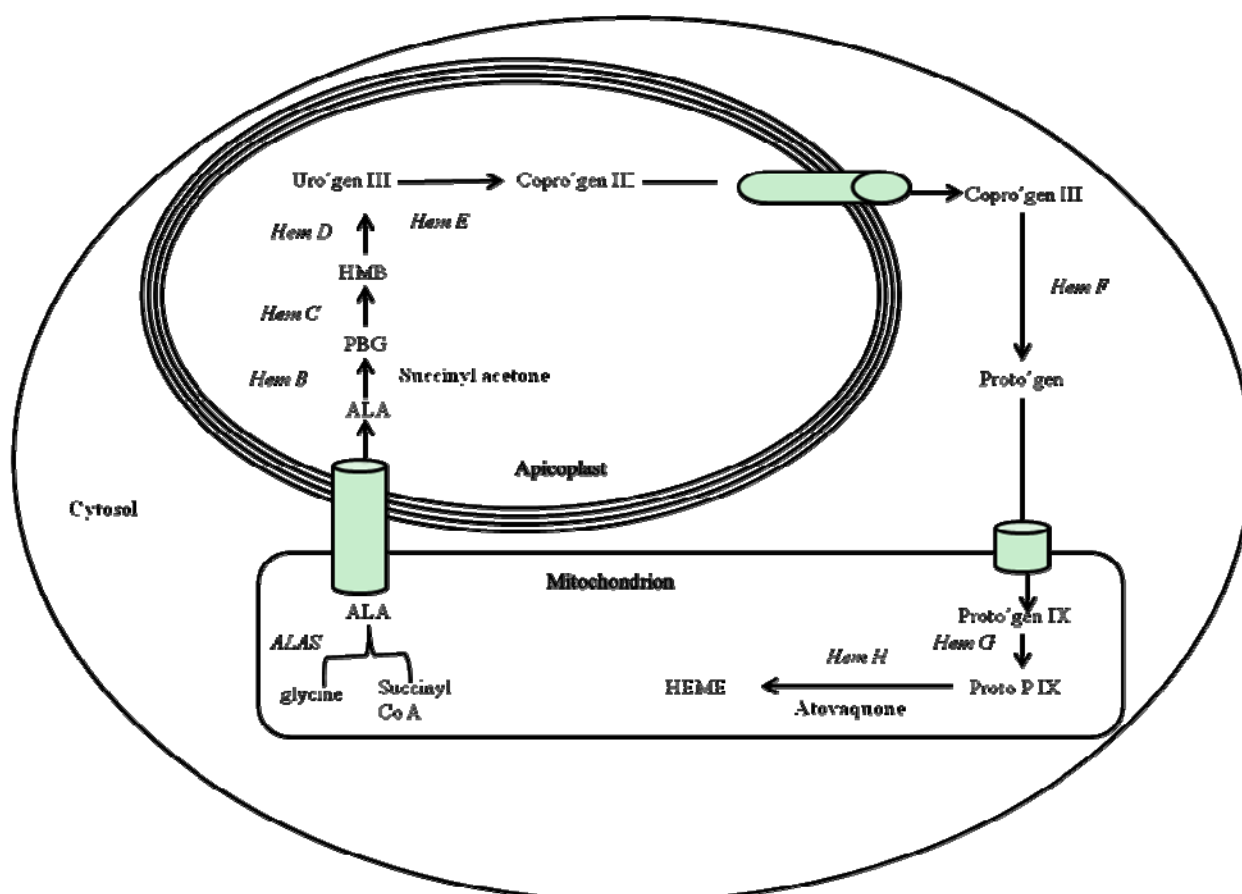 Uro'gen III
Copro'gen II
Copro'gen III
Hem D
Hem E
HMB
Hem F
Hem C
PBG
Hem B
Succinyl acetone
Proto'gen
ALA
Apicoplast
Cytosol
Mitochondrion
ALA
Proto'gen IX
ALAS
Hem G
Hem H
glycine
Succinyl
Co A
HEME
Proto P IX
Atovaquone